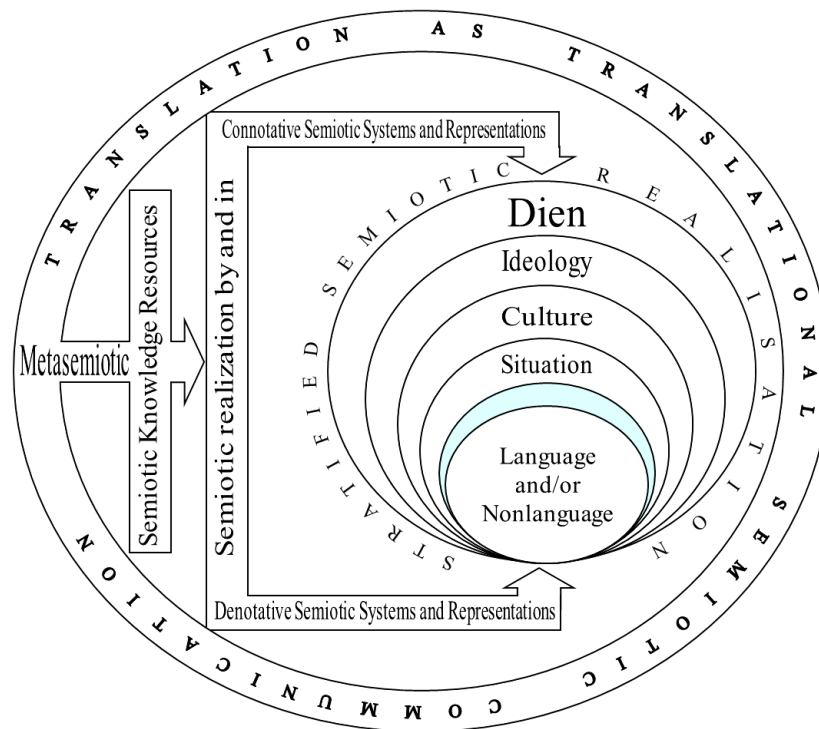 TRANSLATION AS TRANSLATIONAL SEMIOTIC COMMUNICATION
Metasemiotic
Semiotic Knowledge Resources
Semiotic realization by and in
Connotative Semiotic Systems and Representations
STRATIFIED SEMIOTIC REALISATION
Dien
Ideology
Culture
Situation
Language
and/or
Nonlanguage
Denotative Semiotic Systems and Representations